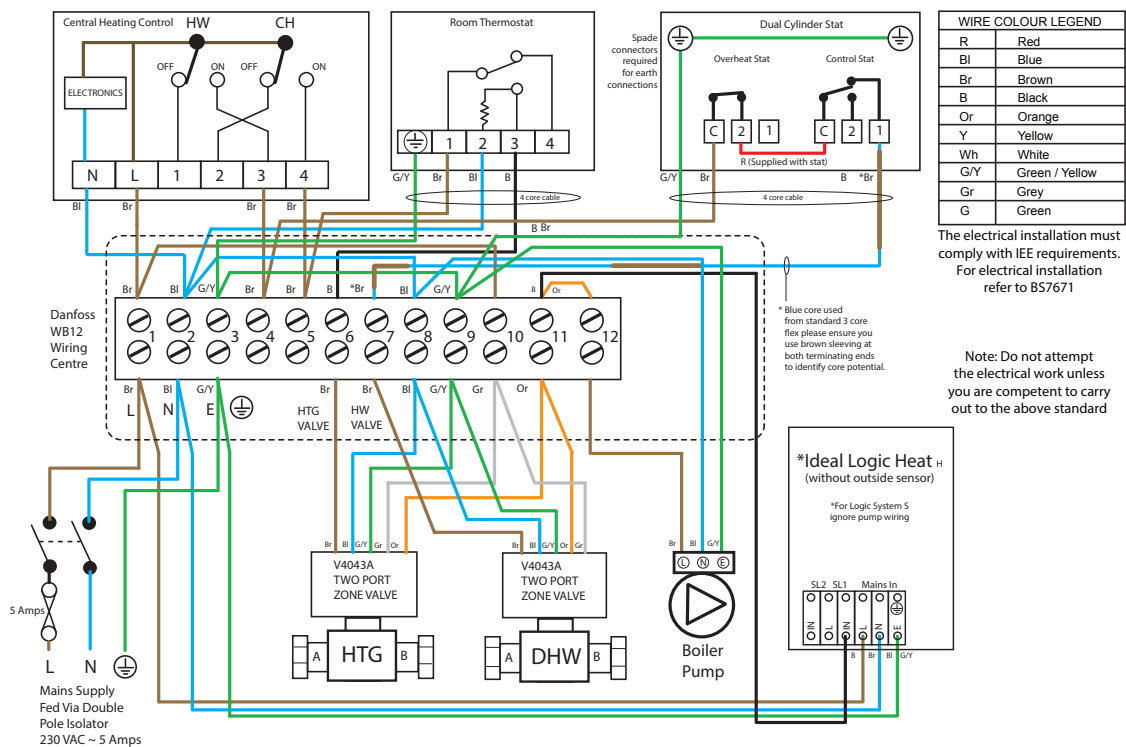 Central Heating Control
HW
CH
OFF
ON
OFF
ON
ELECTRONICS
N
L
1
2
3
4
Bl
Br
Br
Br
Room Thermostat
1
2
3
4
G/Y
Br
Bl
B
4 core cable
Spade
connectors
required
for earth
connections
Dual Cylinder Stat
Overheat Stat
Control Stat
C
2
1
C
2
1
R (Supplied with stat)
G/Y
Br
B
*Br
4 core cable
B Br
WIRE COLOUR LEGEND
R Red
Bl Blue
Br Brown
B Black
Or Orange
Y Yellow
Wh White
G/Y Green / Yellow
Gr Grey
G Green
The electrical installation must
comply with IEE requirements.
For electrical installation
refer to BS7671
Note: Do not attempt
the electrical work unless
you are competent to carry
out to the above standard
* Blue core used
from standard 3 core
flex please ensure you
use brown sleeving at
both terminating ends
to identify core potential.
Danfoss
WB12
Wiring
Centre
Br
Bl
G/Y
Br
Br
B
*Br
Bl
G/Y
B
Or
1
2
3
4
5
6
7
8
9
10
11
12
Br
Bl
G/Y
Br
Br
Bl
G/Y
Gr
Or
L
N
E
HTG
VALVE
HW
VALVE
5 Amps
L
N
Mains Supply
Fed Via Double
Pole Isolator
230 VAC ~ 5 Amps
Br
Bl
G/Y
Gr
Or
V4043A
TWO PORT
ZONE VALVE
A
HTG
B
Br
Bl
G/Y
Or
Gr
V4043A
TWO PORT
ZONE VALVE
A
DHW
B
Br
Bl
G/Y
L
N
E
Boiler
Pump
*Ideal Logic Heat H
(without outside sensor)
*For Logic System S
ignore pump wiring
SL2
SL1
Mains In
IN
L
IN
L
N
E
B
Br
Bl
G/Y